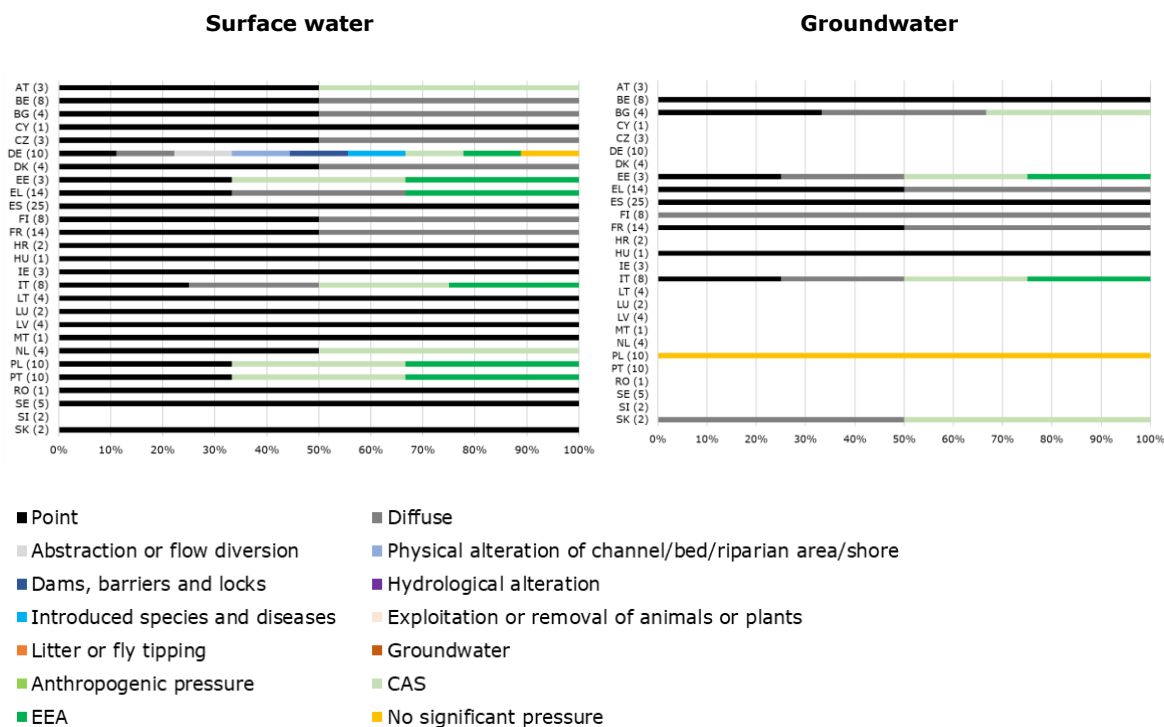 Surface water
AT (3)
BE (8)
BG (4)
CY (1)
CZ (3)
DE (10)
DK (4)
EE (3)
EL (14)
ES (25)
FI (8)
FR (14)
HR (2)
HU (1)
IE (3)
IT (8)
LT (4)
LU (2)
LV (4)
MT (1)
NL (4)
PL (10)
PT (10)
RO (1)
SE (5)
SI (2)
SK (2)
0% 10% 20% 30% 40% 50% 60% 70% 80% 90% 100%
Groundwater
AT (3)
BE (8)
BG (4)
CY (1)
CZ (3)
DE (10)
DK (4)
EE (3)
EL (14)
ES (25)
FI (8)
FR (14)
HR (2)
HU (1)
IE (3)
IT (8)
LT (4)
LU (2)
LV (4)
MT (1)
NL (4)
PL (10)
PT (10)
RO (1)
SE (5)
SI (2)
SK (2)
0% 10% 20% 30% 40% 50% 60% 70% 80% 90% 100%
Point Diffuse
Abstraction or flow diversion Physical alteration of channel/bed/riparian area/shore
Dams, barriers and locks Hydrological alteration
Introduced species and diseases Exploitation or removal of animals or plants
Litter or fly tipping Groundwater
Anthropogenic pressure CAS
EEA No significant pressure